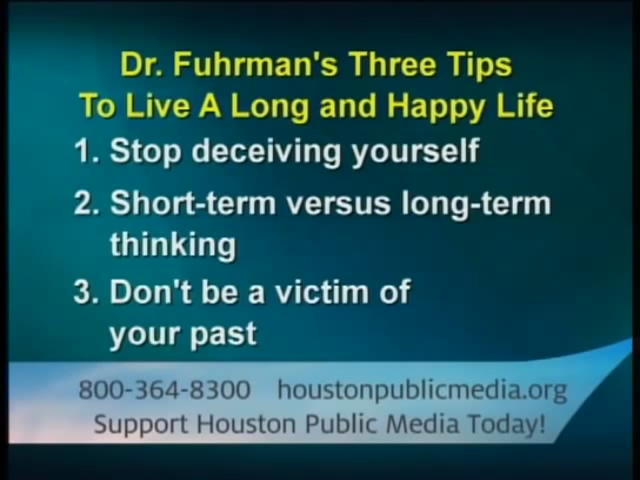 Dr. Fuhrman's Three Tips
To Live A Long and Happy Life
1. Stop deceiving yourself
2. Short-term versus long-term
thinking
3. Don't be a victim of
your past
800-364-8300 houstonpublicmedia.org
Support Houston Public Media Today!